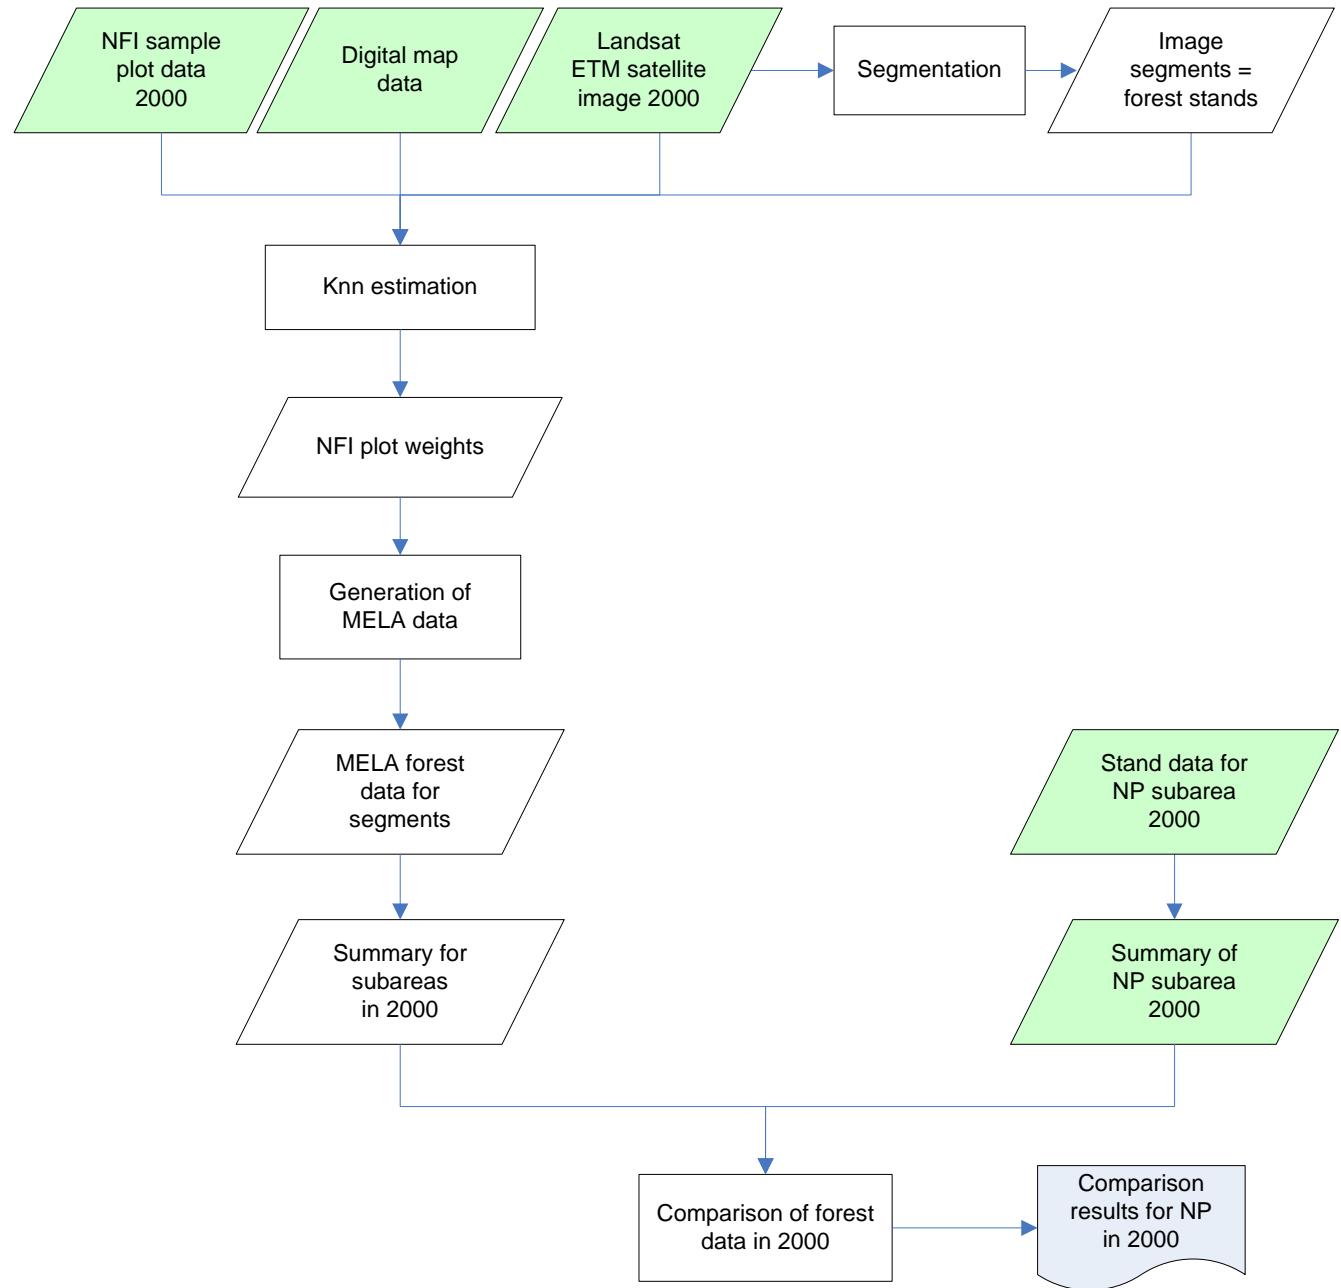 NFI sample
plot data
2000
Digital map
data
Landsat
ETM satellite
image 2000
Segmentation
Image
segments =
forest stands
Knn estimation
NFI plot weights
Generation of
MELA data
MELA forest
data for
segments
Stand data for
NP subarea
2000
Summary for
subareas
in 2000
Summary of
NP subarea
2000
Comparison of forest
data in 2000
Comparison
results for NP
in 2000